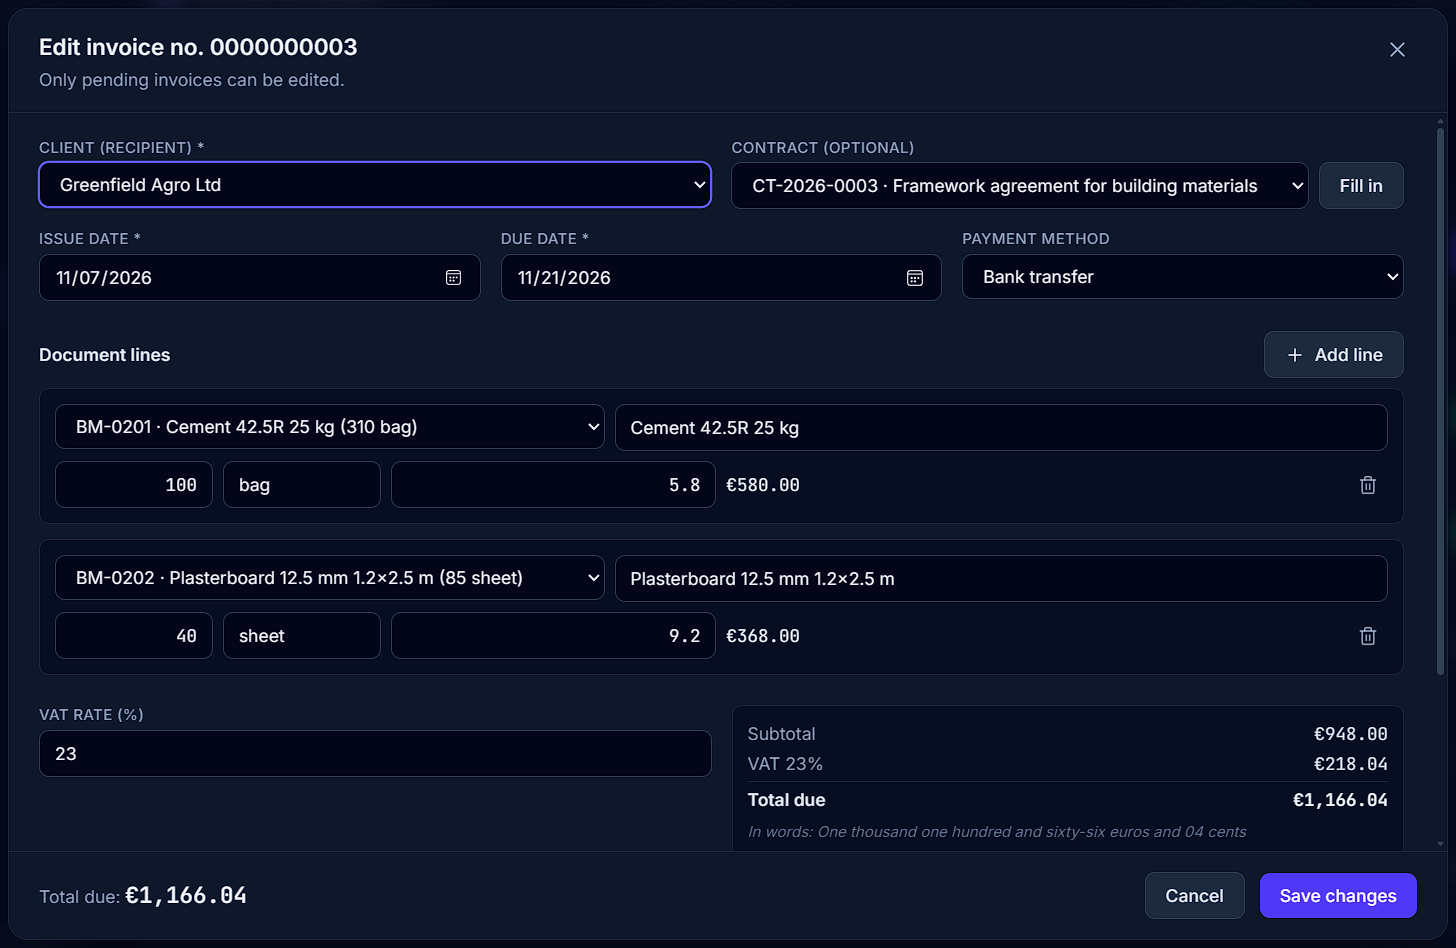 Edit invoice no. 0000000003
Only pending invoices can be edited.
CLIENT (RECIPIENT) *
Greenfield Agro Ltd
CONTRACT (OPTIONAL)
CT-2026-0003 · Framework agreement for building materials
Fill in
ISSUE DATE *
11/07/2026
DUE DATE *
11/21/2026
PAYMENT METHOD
Bank transfer
Document lines
+ Add line
BM-0201 · Cement 42.5R 25 kg (310 bag)
Cement 42.5R 25 kg
100
bag
5.8
€580.00
BM-0202 · Plasterboard 12.5 mm 1.2×2.5 m (85 sheet)
Plasterboard 12.5 mm 1.2×2.5 m
40
sheet
9.2
€368.00
VAT RATE (%)
23
Subtotal €948.00
VAT 23% €218.04
Total due €1,166.04
In words: One thousand one hundred and sixty-six euros and 04 cents
Total due: €1,166.04
Cancel
Save changes